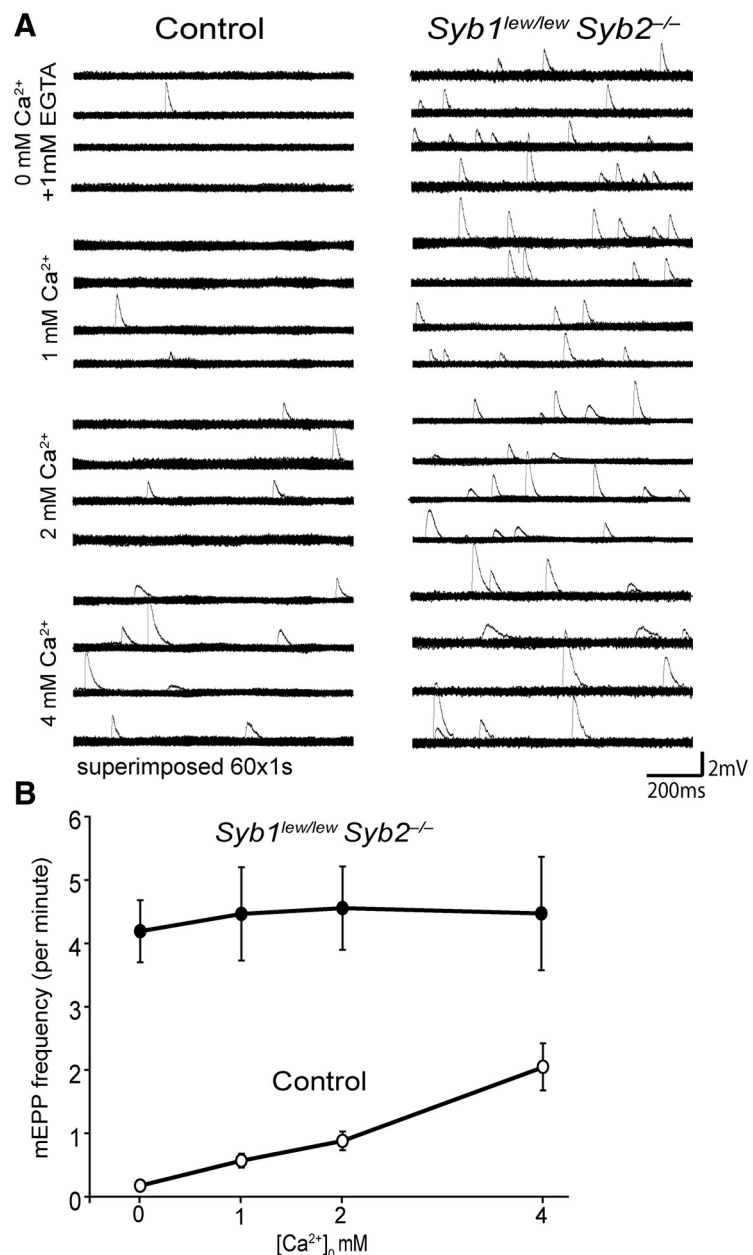 A
Control
Syb1lew/lew Syb2–/–
0 mM Ca2+
+1mM EGTA
1 mM Ca2+
2 mM Ca2+
4 mM Ca2+
superimposed 60x1s
2mV
200ms
B
Syb1lew/lew Syb2–/–
Control
mEPP frequency (per minute)
6
5
4
3
2
1
0
0
1
2
4
[Ca2+]0 mM